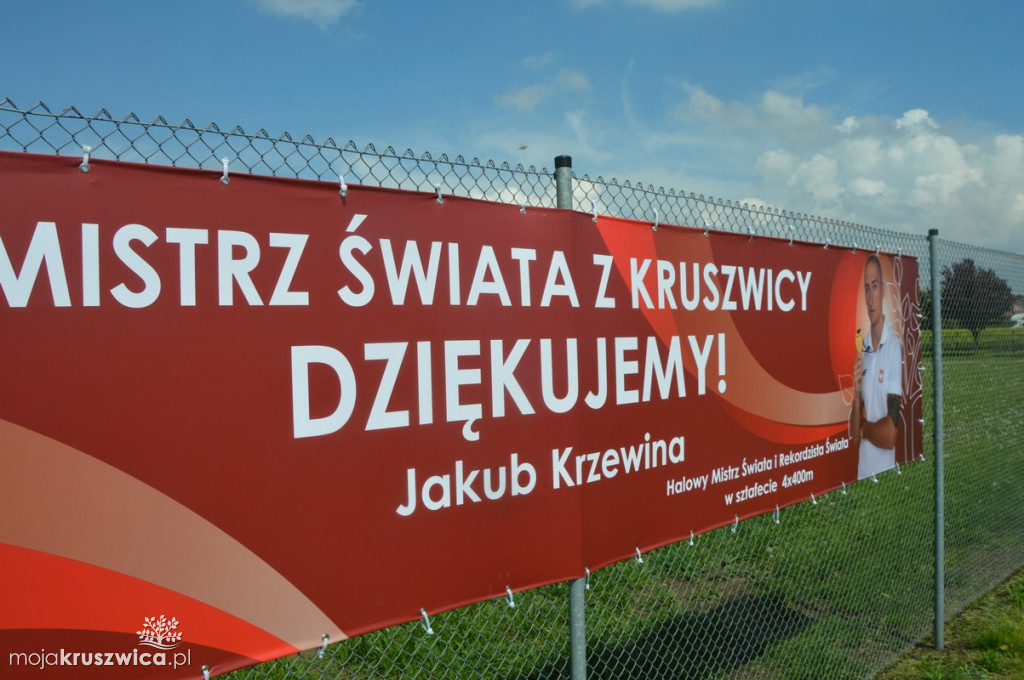 MISTRZ ŚWIATA Z KRUSZWICY
DZIĘKUJEMY!
Jakub Krzewina
Halowy Mistrz Świata i Rekordzista Świata
w sztafecie 4x400m
mojakruszwica.pl